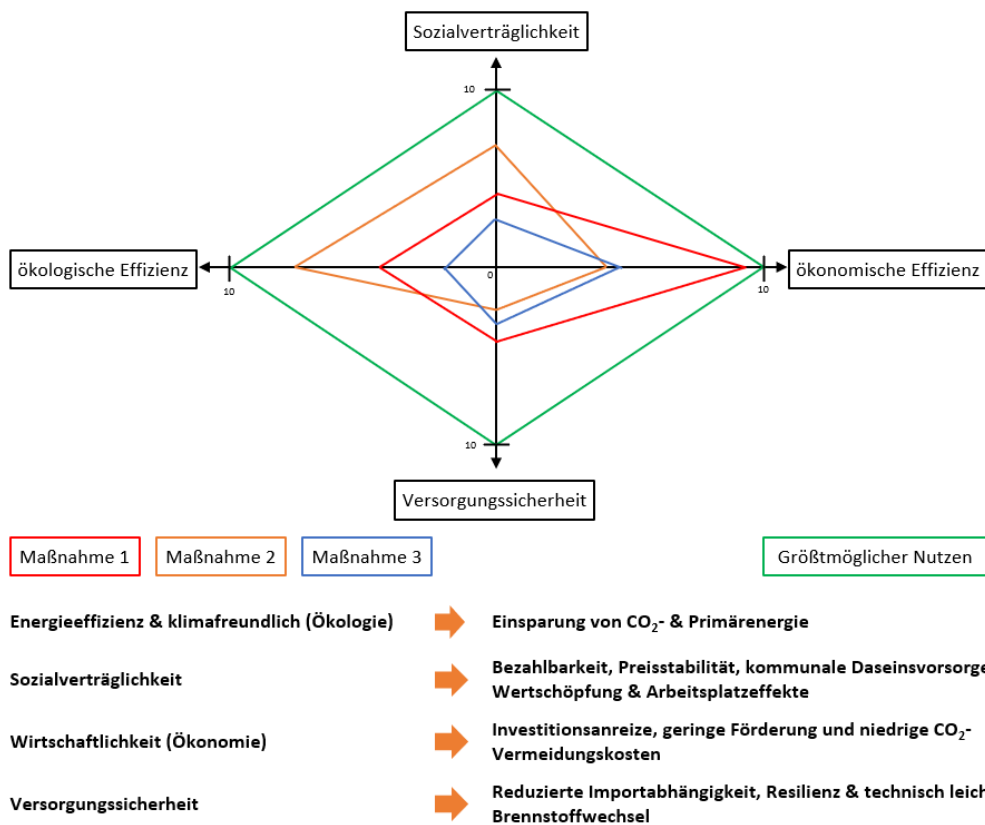 Sozialverträglichkeit
10
ökologische Effizienz
ökonomische Effizienz
0
10
10
10
Versorgungssicherheit
Maßnahme 1
Maßnahme 2
Maßnahme 3
Größtmöglicher Nutzen
Energieeffizienz & klimafreundlich (Ökologie)
Einsparung von CO₂- & Primärenergie
Sozialverträglichkeit
Bezahlbarkeit, Preisstabilität, kommunale Daseinsvorsorge
Wertschöpfung & Arbeitsplatzeffekte
Wirtschaftlichkeit (Ökonomie)
Investitionsanreize, geringe Förderung und niedrige CO₂-
Vermeidungskosten
Versorgungssicherheit
Reduzierte Importabhängigkeit, Resilienz & technisch leich
Brennstoffwechsel